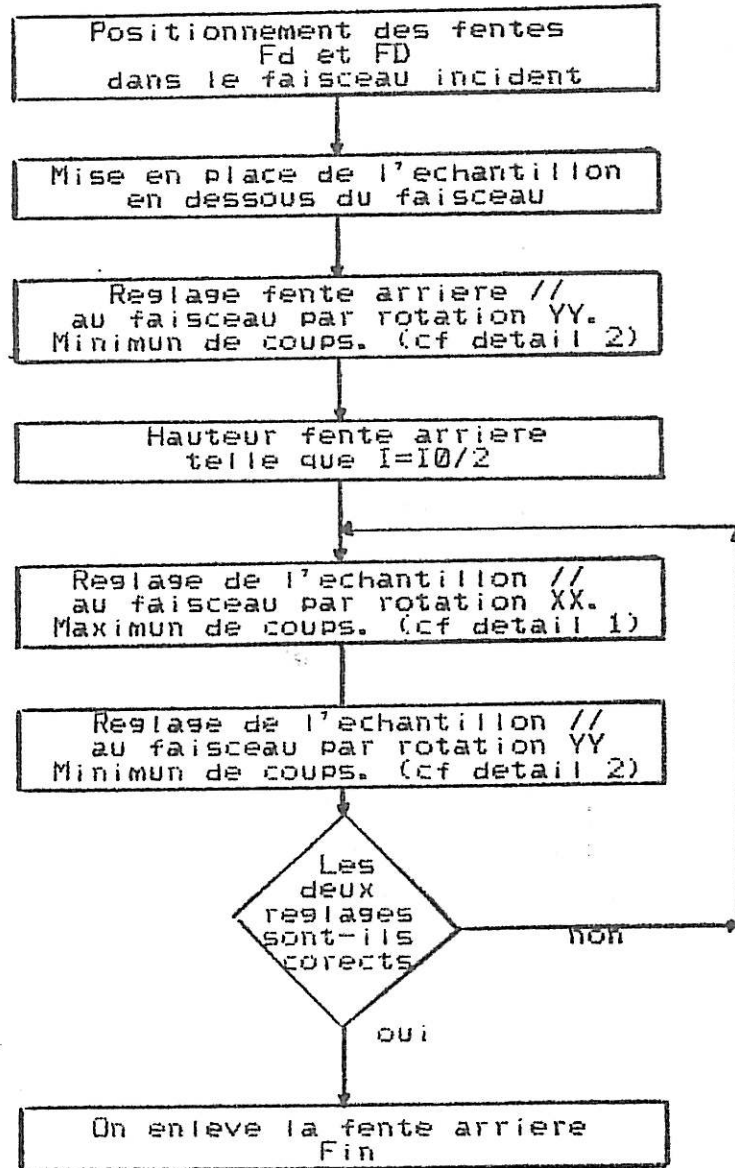 Positionnement des fentes
Fd et FD
dans le faisceau incident
Mise en place de l'echantillon
en dessous du faisceau
Reglage fente arriere //
au faisceau par rotation YY.
Minimun de coups. (cf detail 2)
Hauteur fente arriere
telle que I=I0/2
Reglage de l'echantillon //
au faisceau par rotation XX.
Maximun de coups. (cf detail 1)
Reglage de l'echantillon //
au faisceau par rotation YY
Minimun de coups. (cf detail 2)
Les
deux
reglages
sont-ils
corects
non
oui
On enleve la fente arriere
Fin